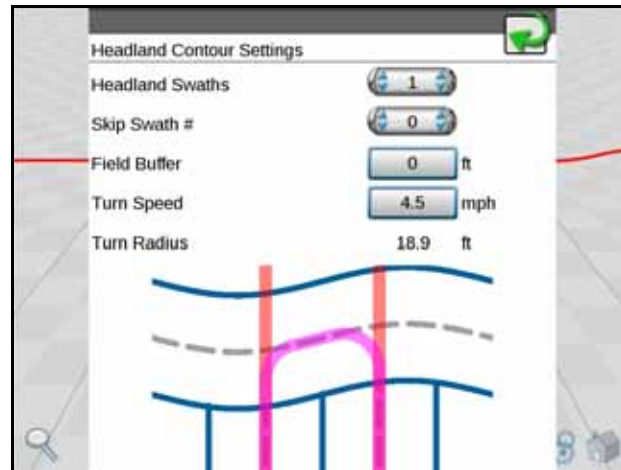 Headland Contour Settings
Headland Swaths 1
Skip Swath # 0
Field Buffer 0 ft
Turn Speed 4.5 mph
Turn Radius 18.9 ft